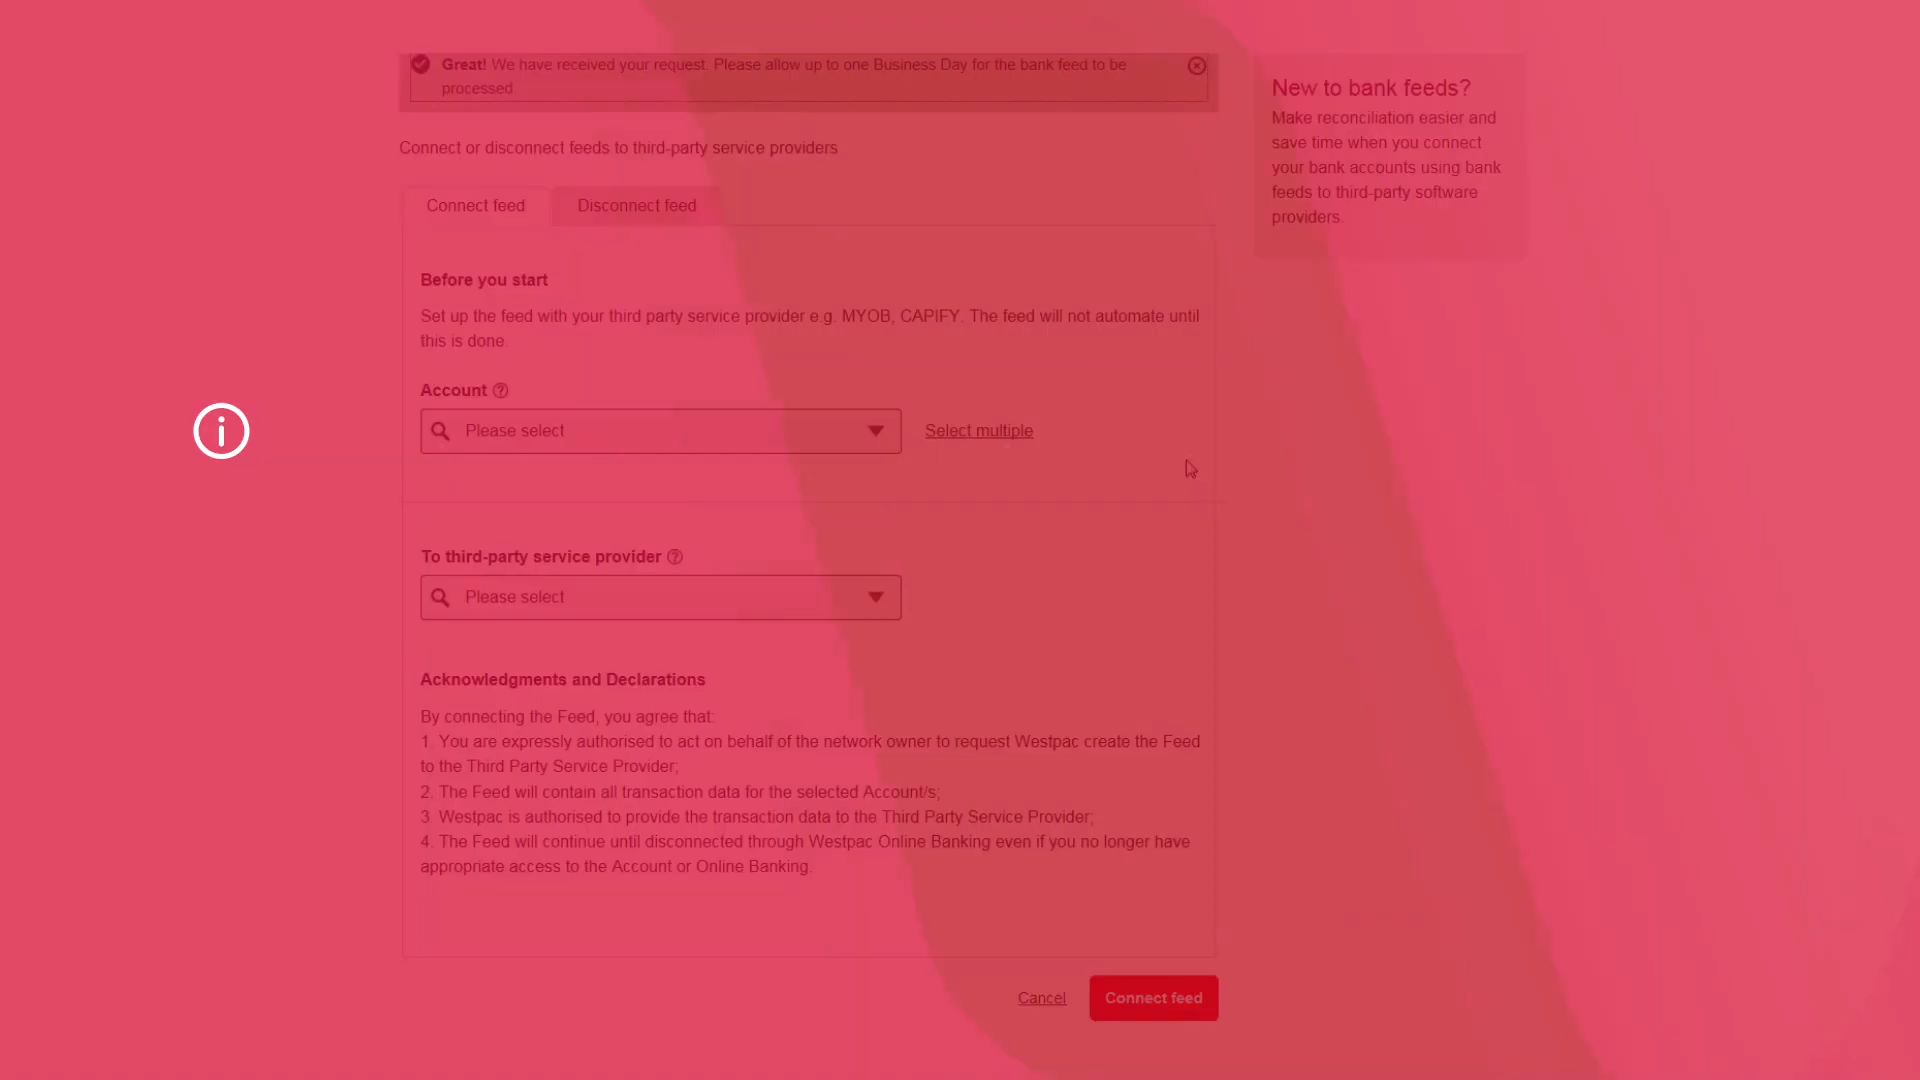 Great! We have received your request. Please allow up to one Business Day for the bank feed to be
processed
Connect or disconnect feeds to third-party service providers
Connect feed
Disconnect feed
Before you start
Set up the feed with your third party service provider e.g. MYOB, CAPIFY. The feed will not automate until
this is done.
Account
Please select
Select multiple
To third-party service provider
Please select
Acknowledgments and Declarations
By connecting the Feed, you agree that:
1. You are expressly authorised to act on behalf of the network owner to request Westpac create the Feed
to the Third Party Service Provider;
2. The Feed will contain all transaction data for the selected Account/s;
3. Westpac is authorised to provide the transaction data to the Third Party Service Provider;
4. The Feed will continue until disconnected through Westpac Online Banking even if you no longer have
appropriate access to the Account or Online Banking.
Cancel
Connect feed
New to bank feeds?
Make reconciliation easier and
save time when you connect
your bank accounts using bank
feeds to third-party software
providers.